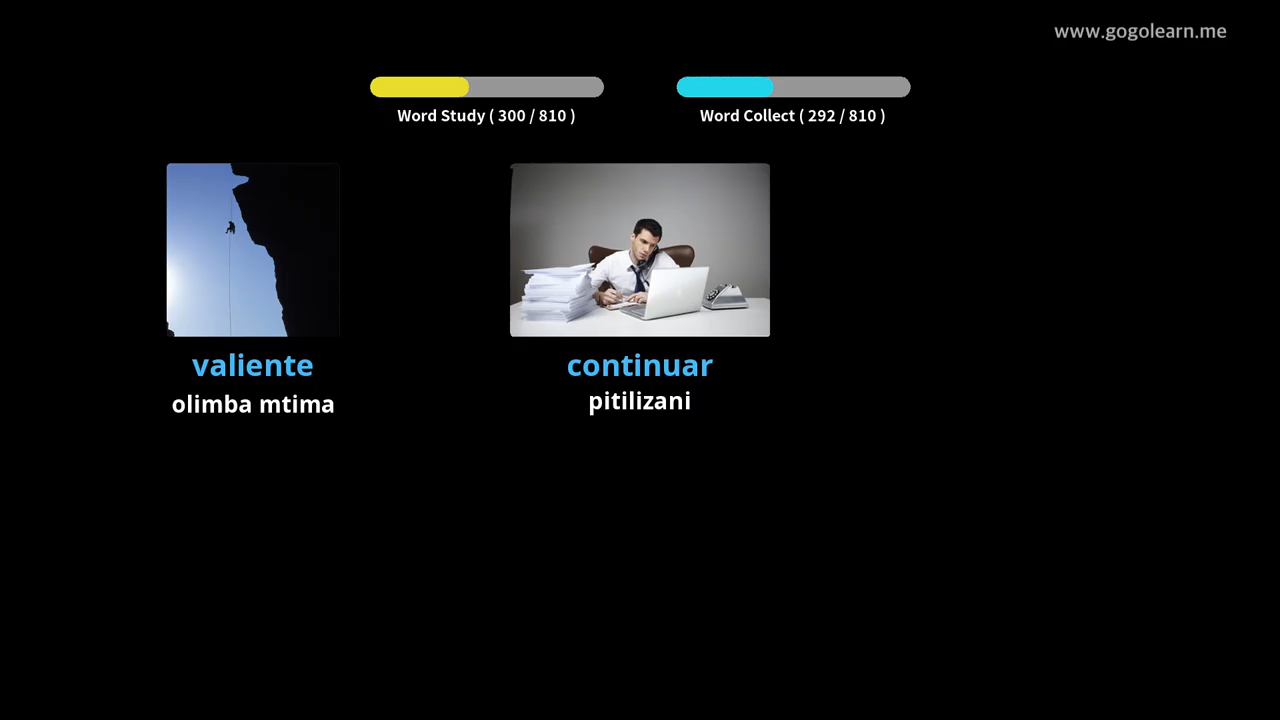 www.gogolearn.me
Word Study ( 300 / 810 )
Word Collect ( 292 / 810 )
valiente
olimba mtima
continuar
pitilizani